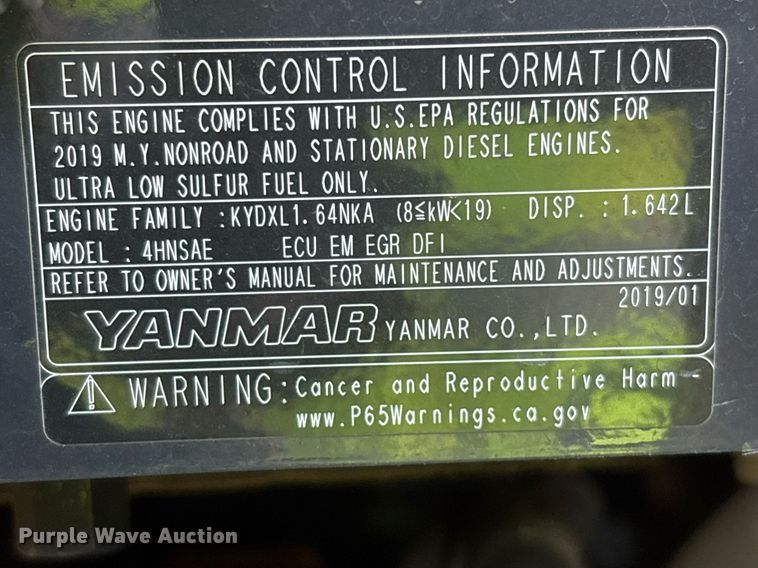 EMISSION CONTROL INFORMATION
THIS ENGINE COMPLIES WITH U.S.EPA REGULATIONS FOR
2019 M.Y.NONROAD AND STATIONARY DIESEL ENGINES.
ULTRA LOW SULFUR FUEL ONLY.
ENGINE FAMILY :KYDXL1.64NKA (8≦kW<19) DISP. : 1.642L
MODEL : 4HNSAE ECU EM EGR DFI
REFER TO OWNER'S MANUAL FOR MAINTENANCE AND ADJUSTMENTS.
2019/01
YANMAR YANMAR CO.,LTD.
WARNING:Cancer and Reproductive Harm -
www.P65Warnings.ca.gov
Purple Wave Auction